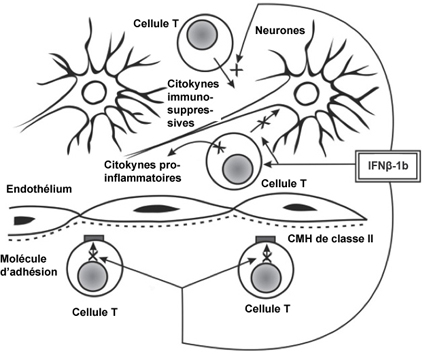 Cellule T
Neurones
Citokynes
immuno-
suppres-
sives
Citokynes pro-
inflammatoires
Cellule T
IFNβ-1b
Endothélium
CMH de classe II
Molécule
d'adhésion
Cellule T
Cellule T